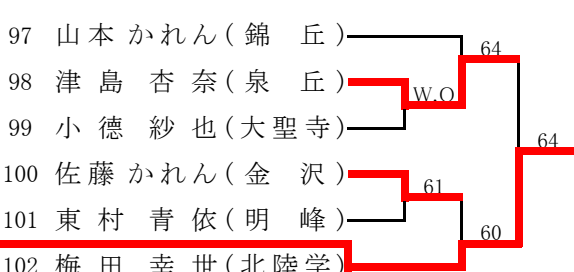 97 山本 かれん(錦 丘)
64
98 津島 杏奈(泉 丘)
W.O
99 小德 紗也(大聖寺)
64
100 佐藤 かれん(金 沢)
61
101 東村 青依(明 峰)
60
102 梅田 幸世(北陸学)